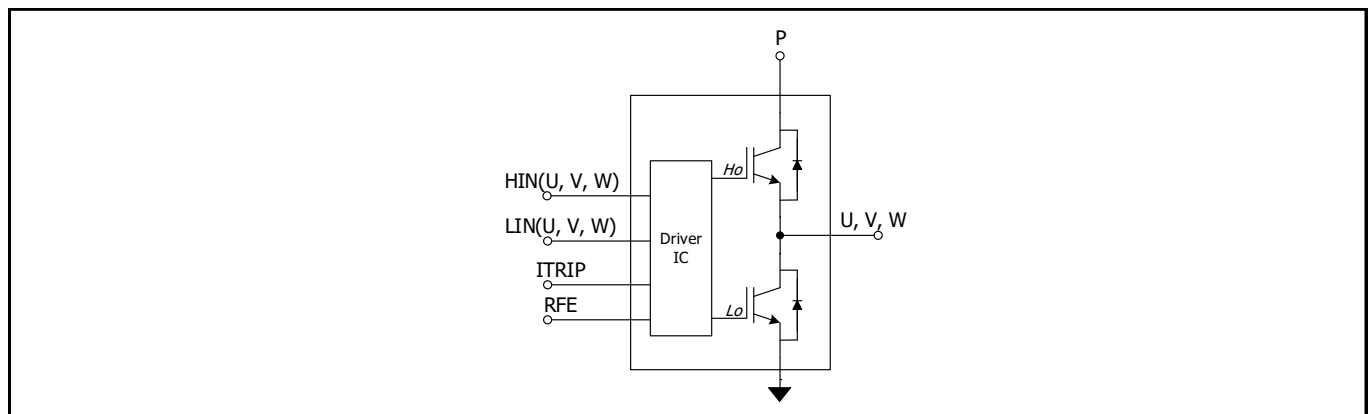 P
Ho
HIN(U, V, W)
LIN(U, V, W)
U, V, W
Driver
IC
ITRIP
RFE
Lo